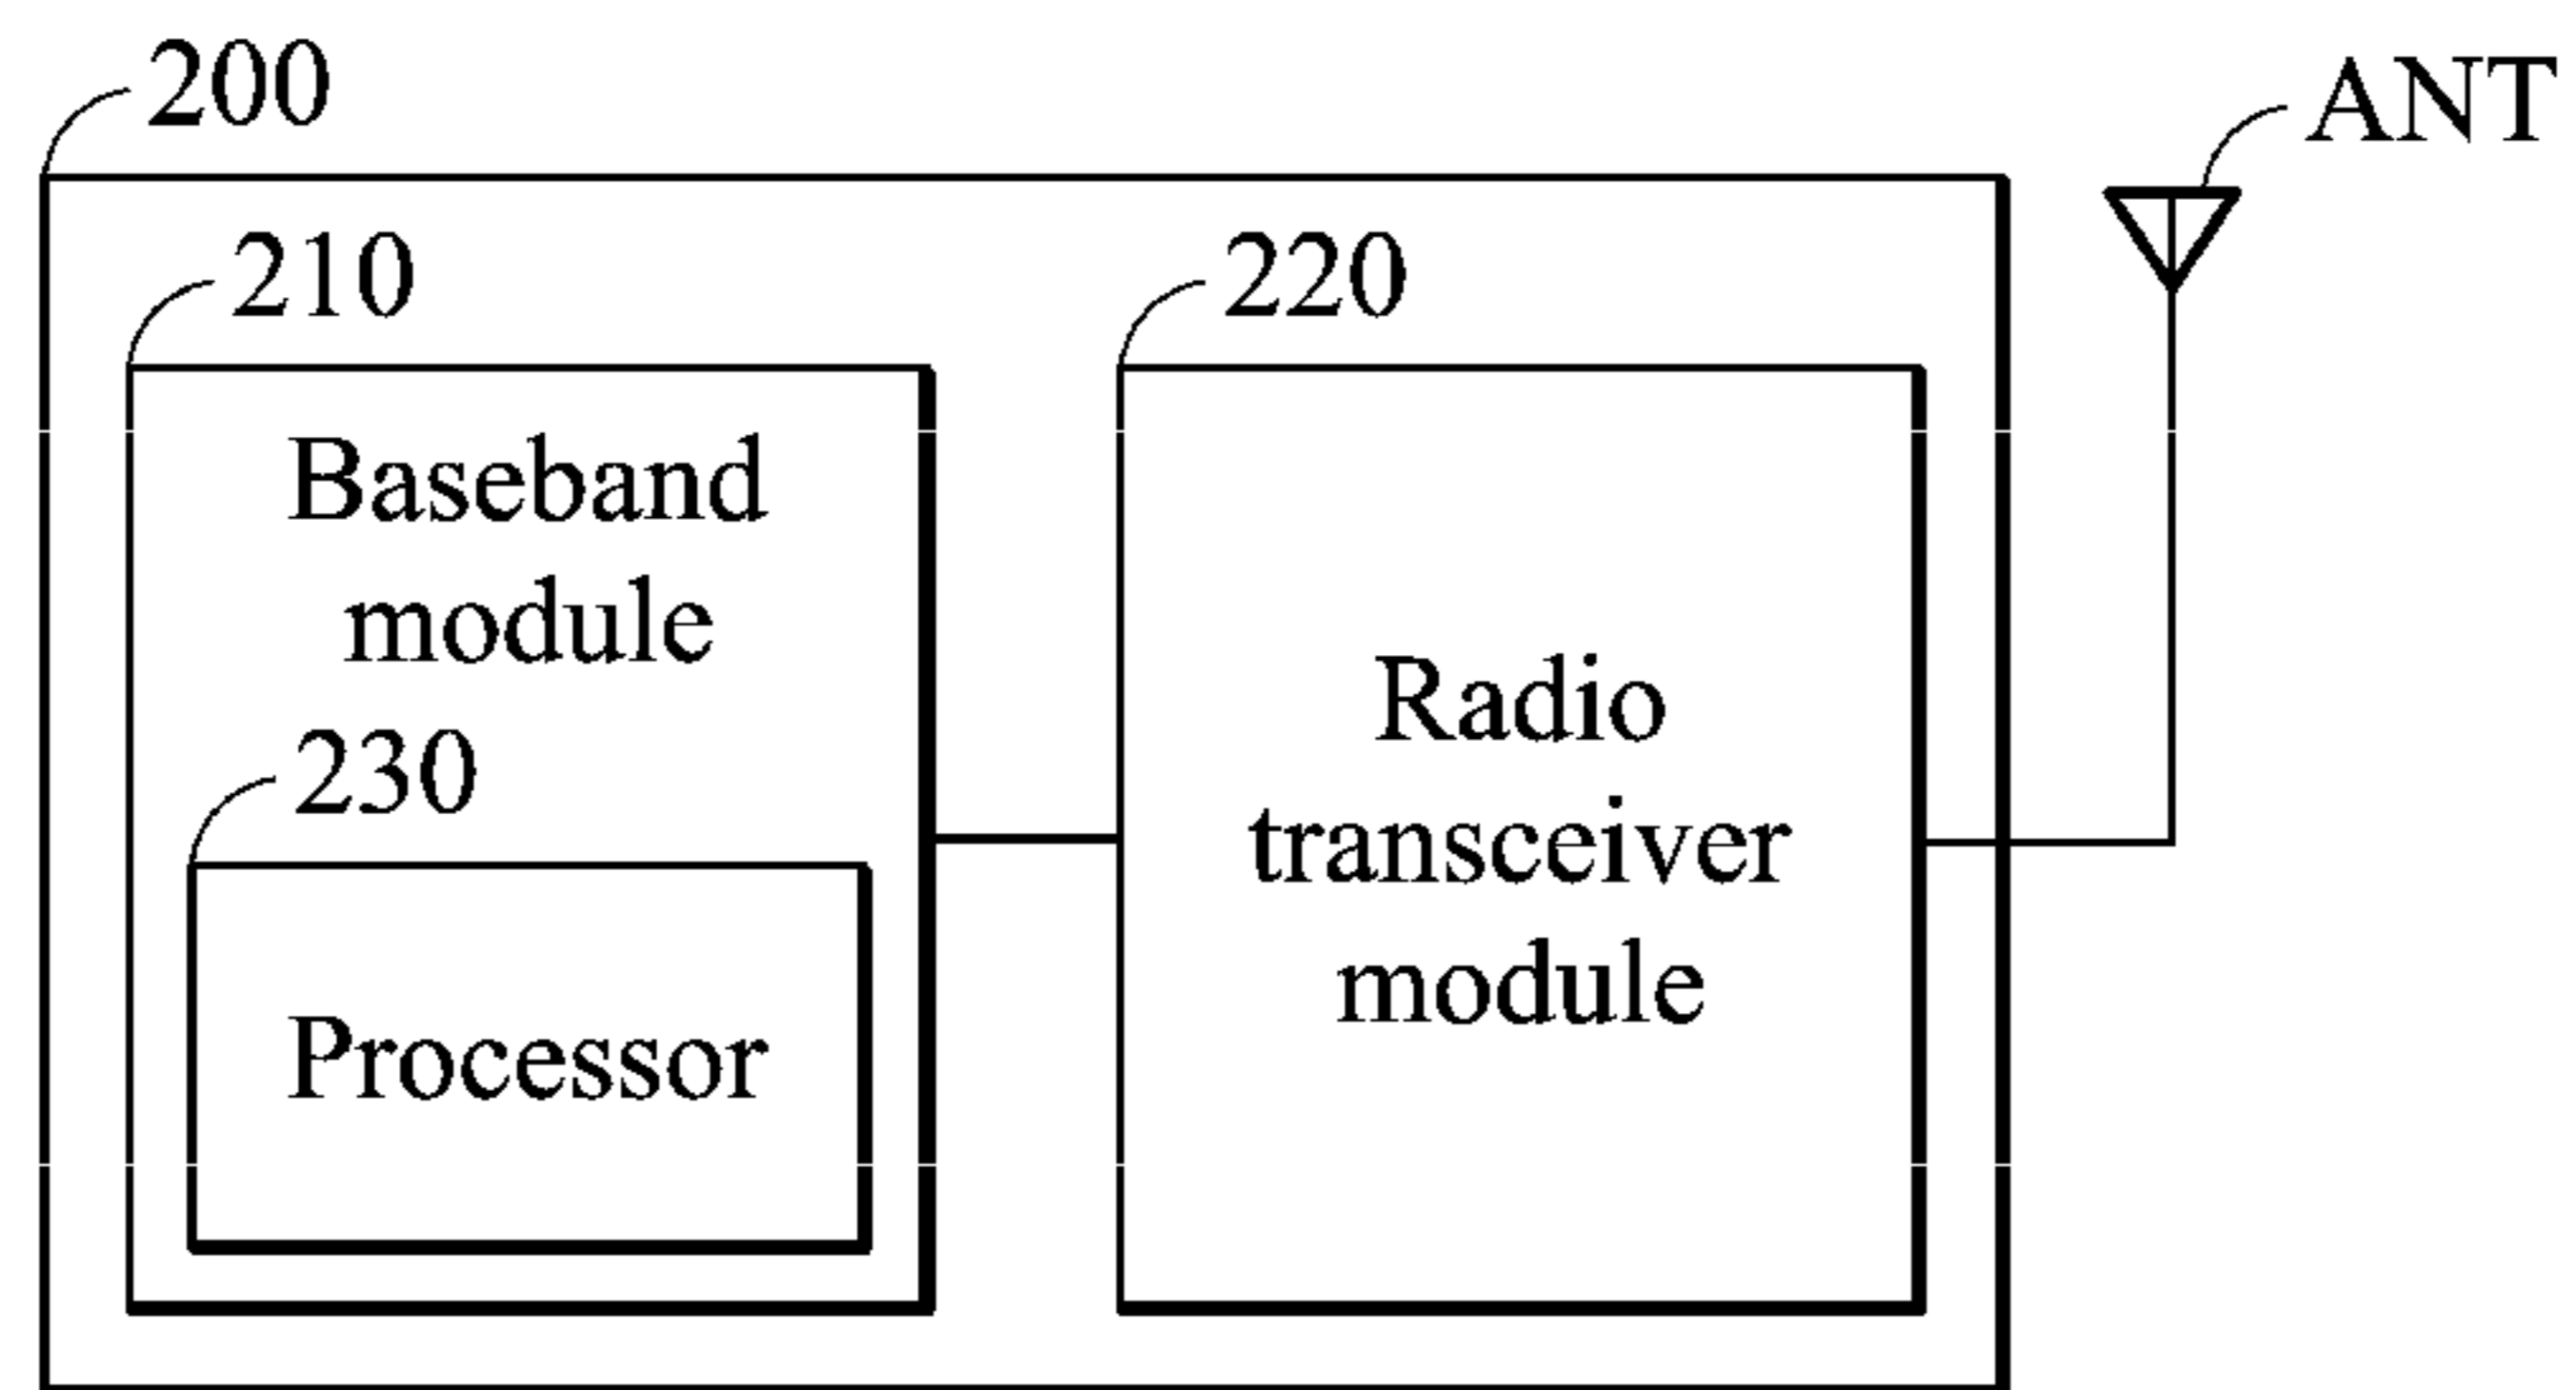 200
ANT
210
220
Baseband
module
230
Processor
Radio
transceiver
module